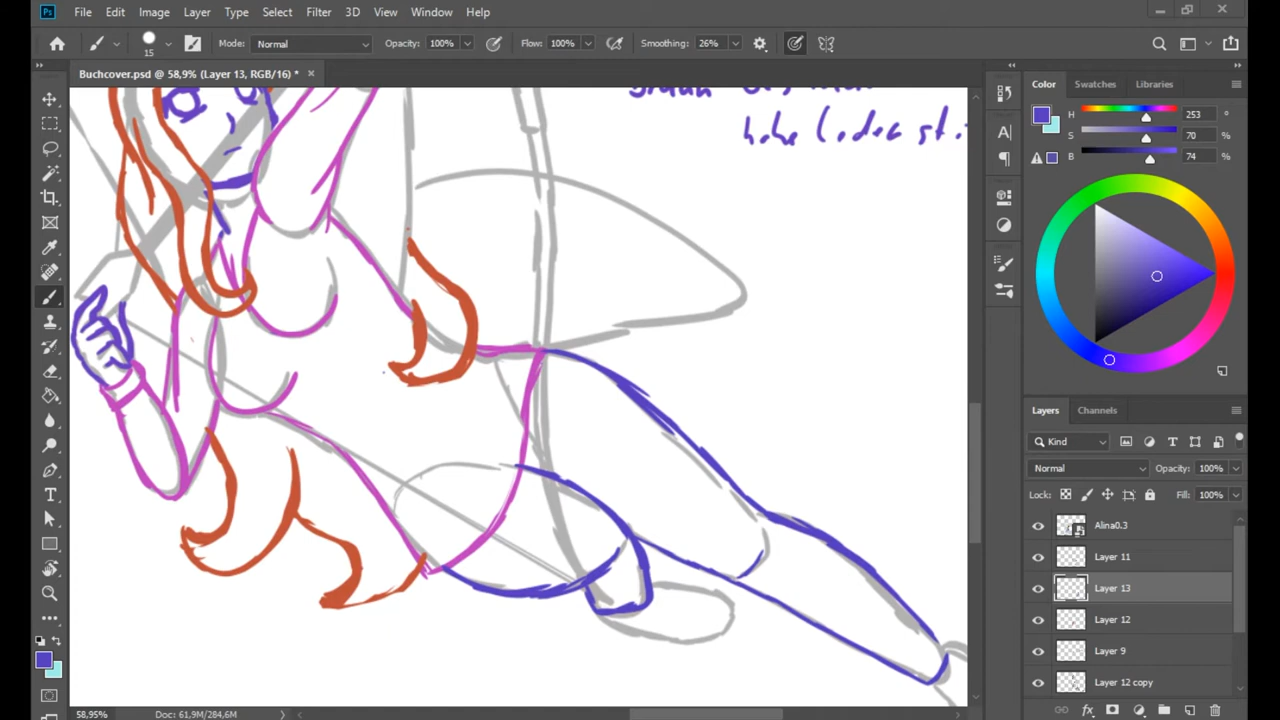 File Edit Image Layer Type Select Filter 3D View Window Help
15 Mode: Normal Opacity: 100% Flow: 100% Smoothing: 26%
Buchcover.psd @ 58,9% (Layer 13, RGB/16) *
Color Swatches Libraries
H 253 °
S 70 %
B 74 %
Layers Channels
Kind
Normal Opacity: 100%
Lock: Fill: 100%
Alina0.3
Layer 11
Layer 13
Layer 12
Layer 9
Layer 12 copy
58,95% Doc: 61,9M/284,6M